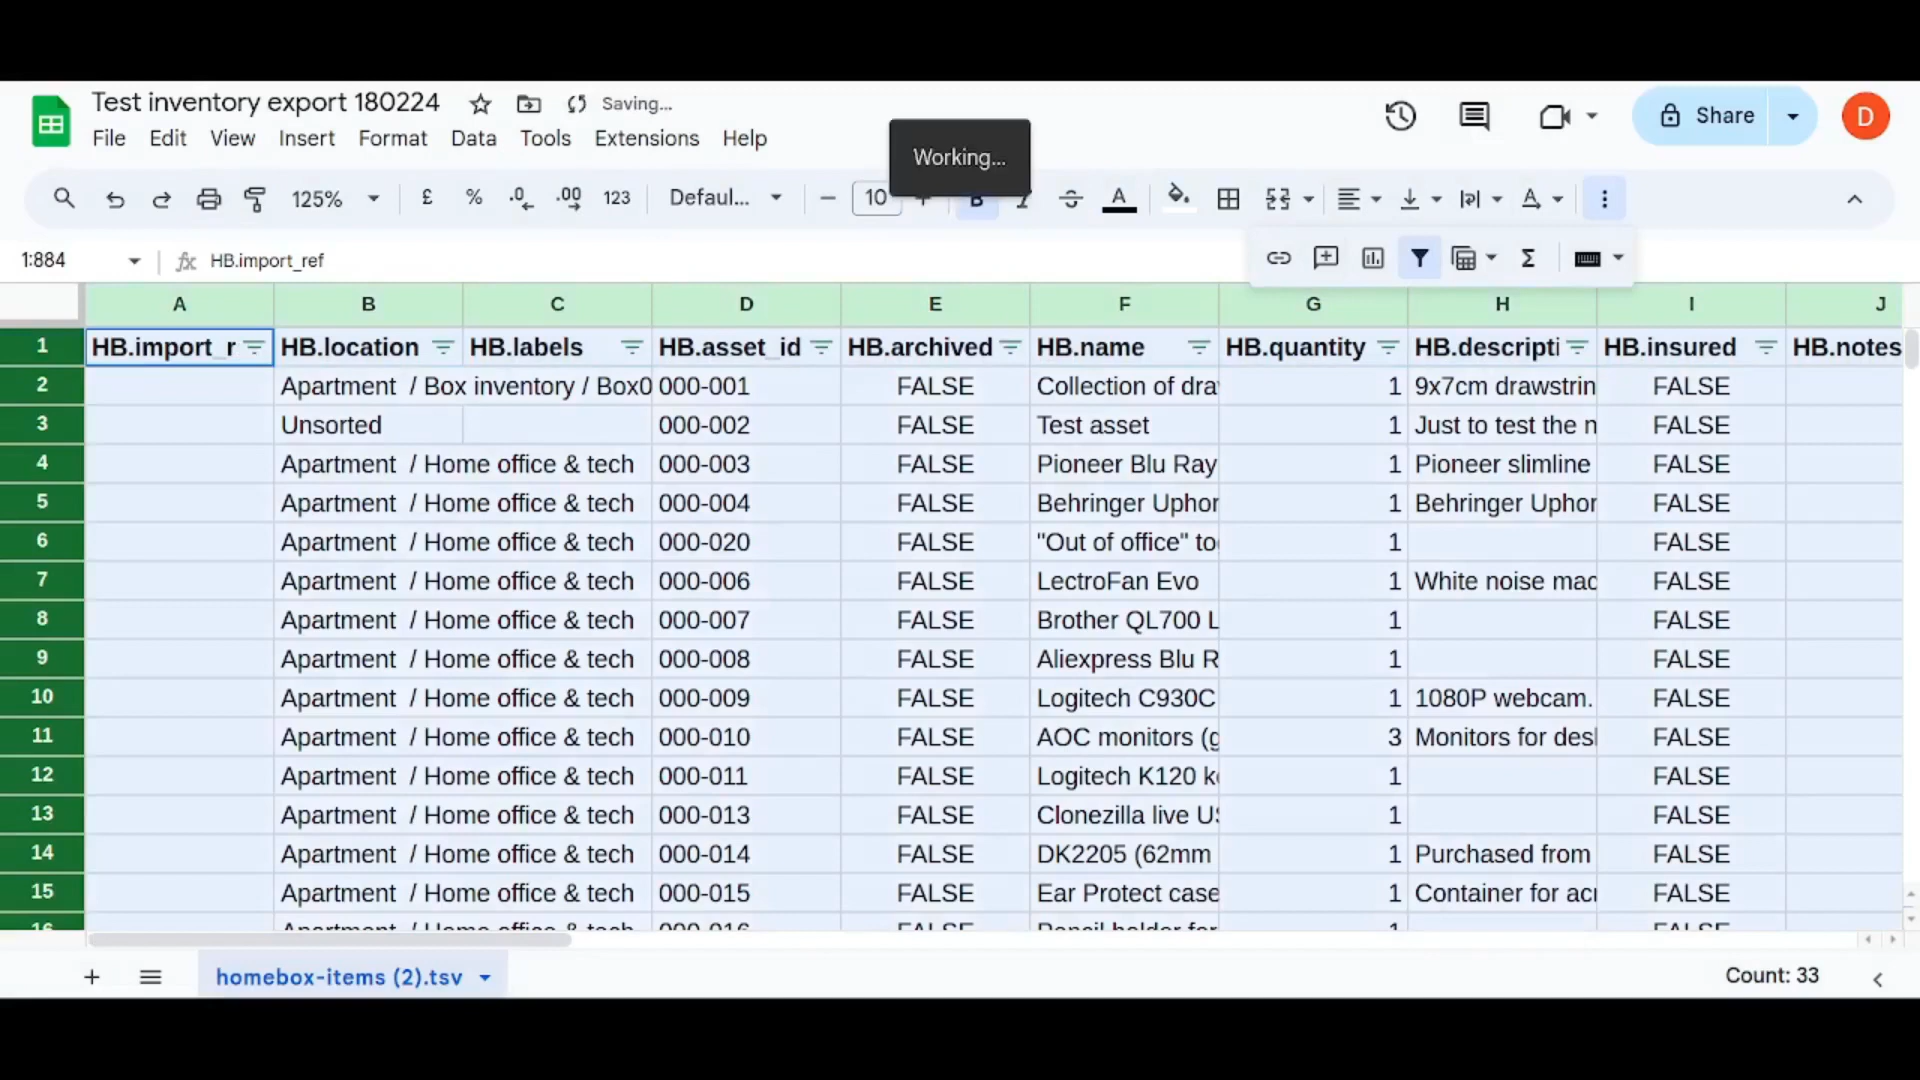 Test inventory export 180224 Saving...
File Edit View Insert Format Data Tools Extensions Help
Share
D
Working...
125% £ % .0 .00 123 Defaul... 10 B I A
1:884 fx HB.import_ref
A B C D E F G H I J
1 HB.import_r HB.location HB.labels HB.asset_id HB.archived HB.name HB.quantity HB.descripti HB.insured HB.notes
2 Apartment / Box inventory / Box0 000-001 FALSE Collection of dra 1 9x7cm drawstrin FALSE
3 Unsorted 000-002 FALSE Test asset 1 Just to test the n FALSE
4 Apartment / Home office & tech 000-003 FALSE Pioneer Blu Ray 1 Pioneer slimline FALSE
5 Apartment / Home office & tech 000-004 FALSE Behringer Uphor 1 Behringer Uphor FALSE
6 Apartment / Home office & tech 000-020 FALSE "Out of office" to 1 FALSE
7 Apartment / Home office & tech 000-006 FALSE LectroFan Evo 1 White noise mac FALSE
8 Apartment / Home office & tech 000-007 FALSE Brother QL700 L 1 FALSE
9 Apartment / Home office & tech 000-008 FALSE Aliexpress Blu R 1 FALSE
10 Apartment / Home office & tech 000-009 FALSE Logitech C930C 1 1080P webcam. FALSE
11 Apartment / Home office & tech 000-010 FALSE AOC monitors (g 3 Monitors for desl FALSE
12 Apartment / Home office & tech 000-011 FALSE Logitech K120 k 1 FALSE
13 Apartment / Home office & tech 000-013 FALSE Clonezilla live US 1 FALSE
14 Apartment / Home office & tech 000-014 FALSE DK2205 (62mm 1 Purchased from FALSE
15 Apartment / Home office & tech 000-015 FALSE Ear Protect case 1 Container for acr FALSE
16 Apartment / Home office & tech 000-016 FALSE Pencil holder for 1 FALSE
homebox-items (2).tsv Count: 33